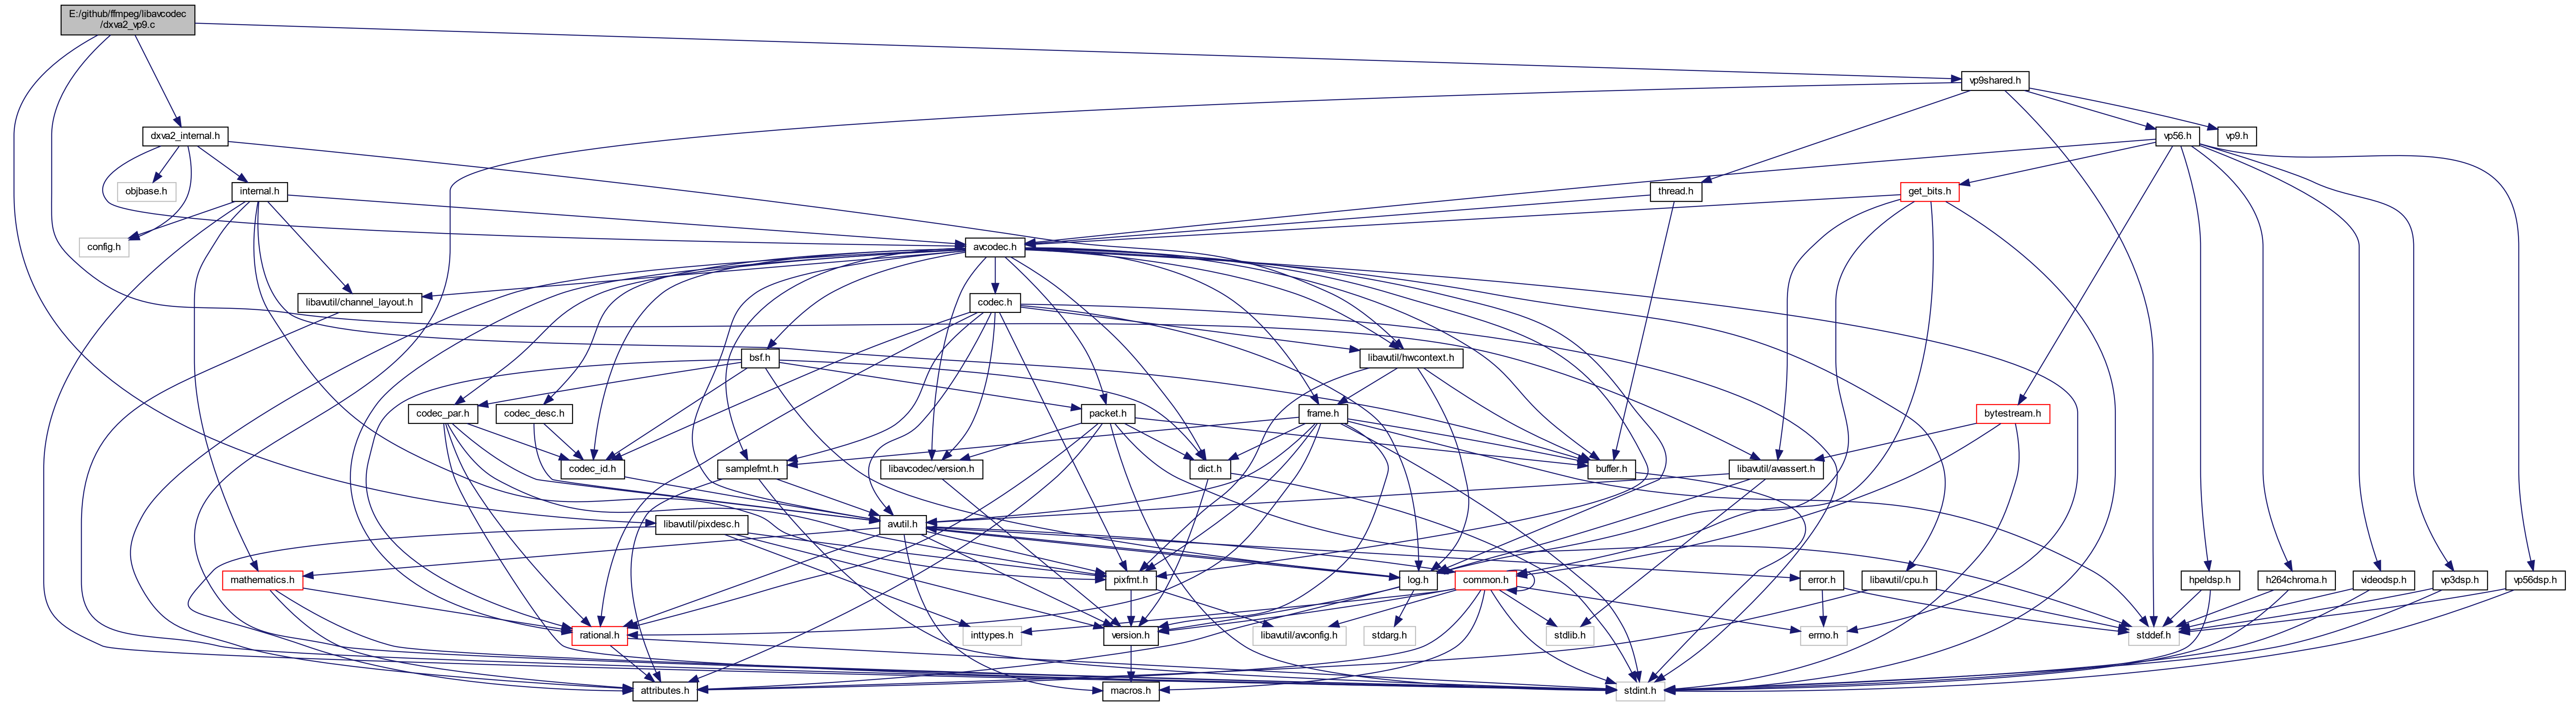 E:/github/ffmpeg/libavcodec
/dxva2_vp9.c
vp9shared.h
dxva2_internal.h
vp56.h
vp9.h
objbase.h
internal.h
thread.h
get_bits.h
config.h
avcodec.h
libavutil/channel_layout.h
codec.h
bsf.h
libavutil/hwcontext.h
codec_par.h
codec_desc.h
packet.h
frame.h
bytestream.h
codec_id.h
samplefmt.h
libavcodec/version.h
dict.h
buffer.h
libavutil/avassert.h
libavutil/pixdesc.h
avutil.h
mathematics.h
pixfmt.h
log.h
common.h
error.h
libavutil/cpu.h
hpeldsp.h
h264chroma.h
videodsp.h
vp3dsp.h
vp56dsp.h
rational.h
inttypes.h
version.h
libavutil/avconfig.h
stdarg.h
stdlib.h
errno.h
stddef.h
attributes.h
macros.h
stdint.h